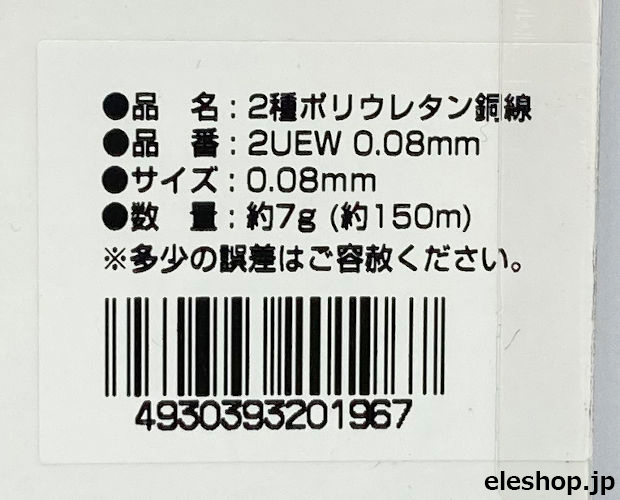 ●品 名：2種ポリウレタン銅線
●品 番：2UEW 0.08mm
●サイズ：0.08mm
●数 量：約7g (約150m)
※多少の誤差はご容赦ください。
4930393201967
eleshop.jp